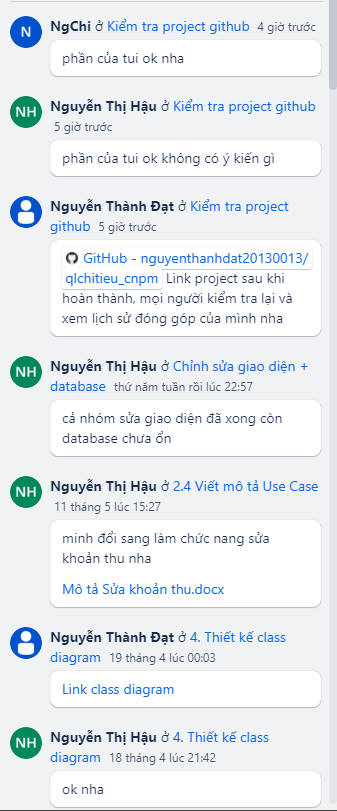 N
NgChi ở Kiểm tra project github 4 giờ trước
phần của tui ok nha
NH
Nguyễn Thị Hậu ở Kiểm tra project github
5 giờ trước
phần của tui ok không có ý kiến gì
Nguyễn Thành Đạt ở Kiểm tra project
github 5 giờ trước
GitHub - nguyenthanhdat20130013/
qlchitieu_cnpm Link project sau khi
hoàn thành, mọi người kiểm tra lại và
xem lịch sử đóng góp của mình nha
NH
Nguyễn Thị Hậu ở Chỉnh sửa giao diện +
database thứ năm tuần rồi lúc 22:57
cả nhóm sửa giao diện đã xong còn
database chưa ổn
NH
Nguyễn Thị Hậu ở 2.4 Viết mô tả Use Case
11 tháng 5 lúc 15:27
mình đổi sang làm chức nang sửa
khoản thu nha
Mô tả Sửa khoản thu.docx
Nguyễn Thành Đạt ở 4. Thiết kế class
diagram 19 tháng 4 lúc 00:03
Link class diagram
NH
Nguyễn Thị Hậu ở 4. Thiết kế class
diagram 18 tháng 4 lúc 21:42
ok nha